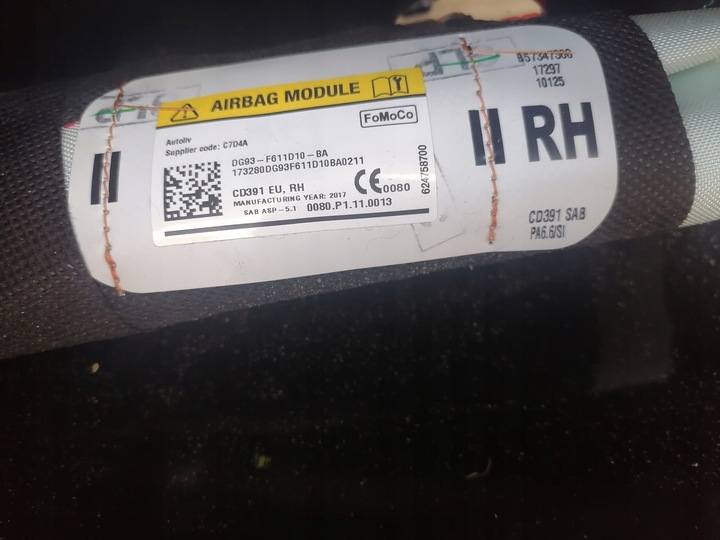 AIRBAG MODULE
FoMoCo
Autoliv
Supplier code: C7D4A
DG93-F611D10-BA
173280DG93F611D10BA0211
CD391 EU, RH
MANUFACTURING YEAR: 2017
SAB ASP-5.1 0080.P1.11.0013
CE 0080
624758700
17297
10125
II RH
CD391 SAB
PA6.6/SI
II